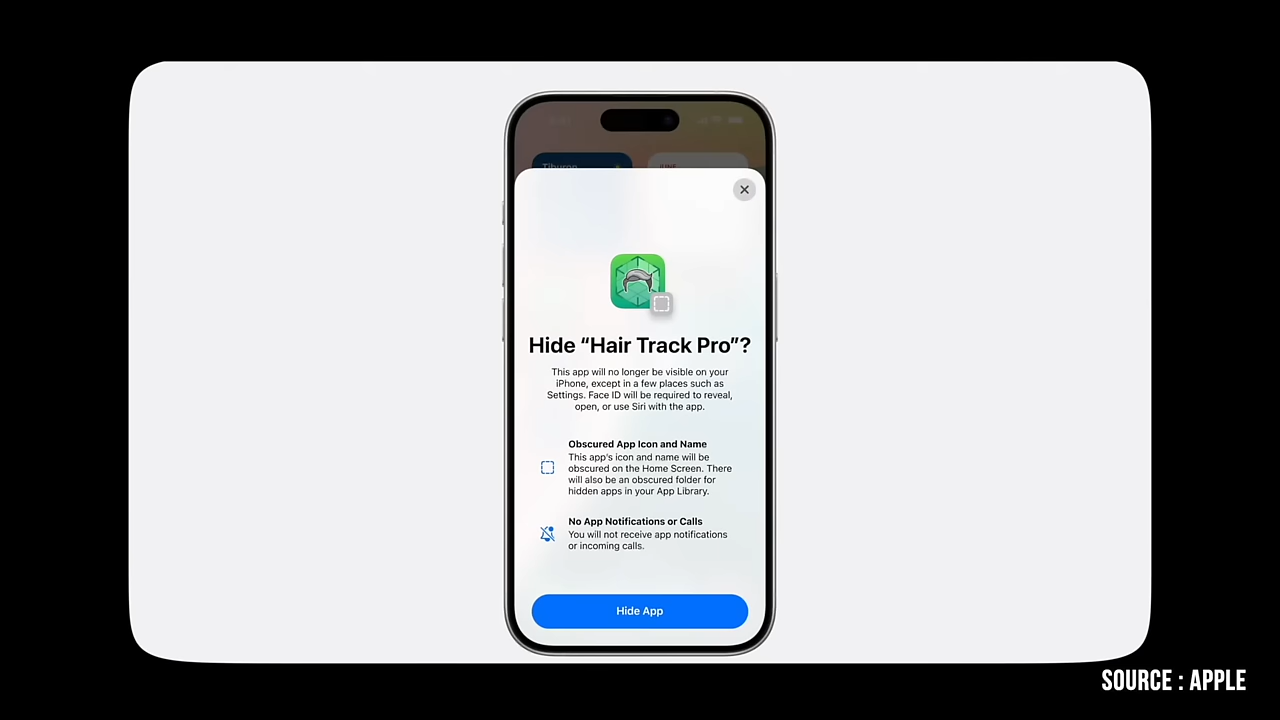 Tiburon
Hide “Hair Track Pro”?
This app will no longer be visible on your
iPhone, except in a few places such as
Settings. Face ID will be required to reveal,
open, or use Siri with the app.
Obscured App Icon and Name
This app's icon and name will be
obscured on the Home Screen. There
will also be an obscured folder for
hidden apps in your App Library.
No App Notifications or Calls
You will not receive app notifications
or incoming calls.
Hide App
SOURCE : APPLE